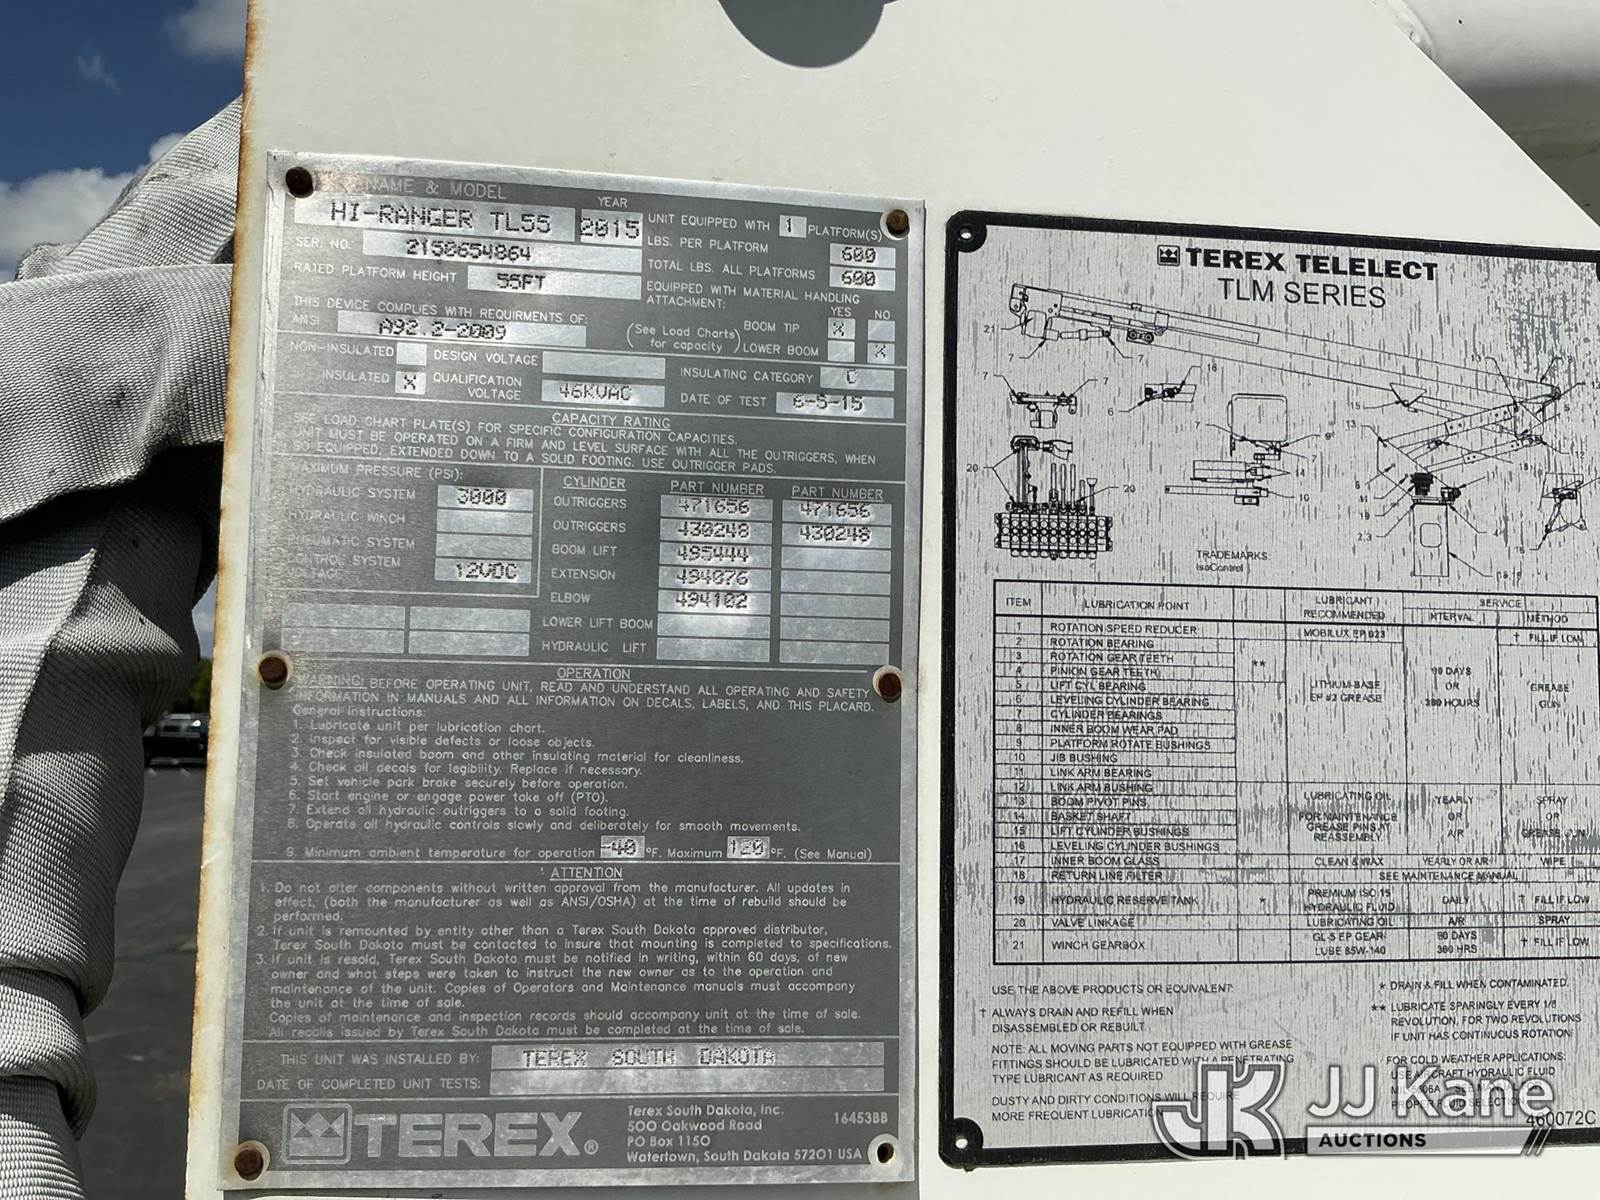 NAME & MODEL
YEAR
HI-RANGER TL55
2015
SER. NO.
2150654864
RATED PLATFORM HEIGHT
55FT
THIS DEVICE COMPLIES WITH REQUIRMENTS OF:
ANSI
A92.2-2009
NON-INSULATED
DESIGN VOLTAGE
INSULATED X
QUALIFICATION
VOLTAGE
46KVAC
UNIT EQUIPPED WITH 1 PLATFORM(S)
LBS. PER PLATFORM 600
TOTAL LBS. ALL PLATFORMS 600
EQUIPPED WITH MATERIAL HANDLING
ATTACHMENT:
YES NO
(See Load Charts
for capacity)
BOOM TIP X
LOWER BOOM X
INSULATING CATEGORY C
DATE OF TEST 6-5-15
CAPACITY RATING
SEE LOAD CHART PLATE(S) FOR SPECIFIC CONFIGURATION CAPACITIES.
UNIT MUST BE OPERATED ON A FIRM AND LEVEL SURFACE WITH ALL THE OUTRIGGERS, WHEN
SO EQUIPPED, EXTENDED DOWN TO A SOLID FOOTING. USE OUTRIGGER PADS.
MAXIMUM PRESSURE (PSI):
HYDRAULIC SYSTEM 3000
HYDRAULIC WINCH
PNEUMATIC SYSTEM
CONTROL SYSTEM
VOLTAGE
12VDC
CYLINDER PART NUMBER PART NUMBER
OUTRIGGERS 471656 471656
OUTRIGGERS 430248 430248
BOOM LIFT 495444
EXTENSION 494076
ELBOW 494102
LOWER LIFT BOOM
HYDRAULIC LIFT
OPERATION
WARNING! BEFORE OPERATING UNIT, READ AND UNDERSTAND ALL OPERATING AND SAFETY
INFORMATION IN MANUALS AND ALL INFORMATION ON DECALS, LABELS, AND THIS PLACARD.
General Instructions:
1. Lubricate unit per lubrication chart.
2. Inspect for visible defects or loose objects.
3. Check insulated boom and other insulating material for cleanliness.
4. Check all decals for legibility. Replace if necessary.
5. Set vehicle park brake securely before operation.
6. Start engine or engage power take off (PTO).
7. Extend all hydraulic outriggers to a solid footing.
8. Operate all hydraulic controls slowly and deliberately for smooth movements.
9. Minimum ambient temperature for operation -40 °F. Maximum 120 °F. (See Manual)
ATTENTION
1. Do not alter components without written approval from the manufacturer. All updates in
effect, (both the manufacturer as well as ANSI/OSHA) at the time of rebuild should be
performed.
2. If unit is remounted by entity other than a Terex South Dakota approved distributor,
Terex South Dakota must be contacted to insure that mounting is completed to specifications.
3. If unit is resold, Terex South Dakota must be notified in writing, within 60 days, of new
owner and what steps were taken to instruct the new owner as to the operation and
maintenance of the unit. Copies of Operators and Maintenance manuals must accompany
the unit at the time of sale.
Copies of maintenance and inspection records should accompany unit at the time of sale.
All recalls issued by Terex South Dakota must be completed at the time of sale.
THIS UNIT WAS INSTALLED BY: TEREX SOUTH DAKOTA
DATE OF COMPLETED UNIT TESTS:
TEREX®
Terex South Dakota, Inc.
500 Oakwood Road
PO Box 1150
Watertown, South Dakota 57201 USA
16453BB
TEREX TELELECT
TLM SERIES
TRADEMARKS:
IsoControl
ITEM LUBRICATION POINT LUBRICANT RECOMMENDED SERVICE INTERVAL METHOD
1 ROTATION SPEED REDUCER MOBILUX EP 023 † FILL IF LOW
2 ROTATION BEARING
3 ROTATION GEAR TEETH **
4 PINION GEAR TEETH
5 LIFT CYL BEARING
6 LEVELING CYLINDER BEARING
7 CYLINDER BEARINGS
8 INNER BOOM WEAR PAD
9 PLATFORM ROTATE BUSHINGS
10 JIB BUSHING
11 LINK ARM BEARING
LITHIUM-BASE
EP #2 GREASE
90 DAYS
OR
360 HOURS
GREASE
GUN
12 LINK ARM BUSHING
13 BOOM PIVOT PINS
14 BASKET SHAFT
15 LIFT CYLINDER BUSHINGS
16 LEVELING CYLINDER BUSHINGS
LUBRICATING OIL
FOR MAINTENANCE
GREASE PINS AT
REASSEMBLY
YEARLY
OR
A/R
SPRAY
OR
GREASE GUN
17 INNER BOOM GLASS CLEAN & WAX YEARLY OR A/R WIPE
18 RETURN LINE FILTER SEE MAINTENANCE MANUAL
19 HYDRAULIC RESERVE TANK * PREMIUM ISO 15 HYDRAULIC FLUID DAILY † FILL IF LOW
20 VALVE LINKAGE LUBRICATING OIL A/R SPRAY
21 WINCH GEARBOX GL-5 EP GEAR LUBE 85W-140 90 DAYS 360 HRS † FILL IF LOW
USE THE ABOVE PRODUCTS OR EQUIVALENT:
† ALWAYS DRAIN AND REFILL WHEN
DISASSEMBLED OR REBUILT.
NOTE: ALL MOVING PARTS NOT EQUIPPED WITH GREASE
FITTINGS SHOULD BE LUBRICATED WITH A PENETRATING
TYPE LUBRICANT AS REQUIRED.
DUSTY AND DIRTY CONDITIONS WILL REQUIRE
MORE FREQUENT LUBRICATION
* DRAIN & FILL WHEN CONTAMINATED.
** LUBRICATE SPARINGLY EVERY 1/8
REVOLUTION, FOR TWO REVOLUTIONS
IF UNIT HAS CONTINUOUS ROTATION.
FOR COLD WEATHER APPLICATIONS:
USE AIRCRAFT HYDRAULIC FLUID
PROPER FLUID SELECTION
460072C
JK JJ Kane
AUCTIONS